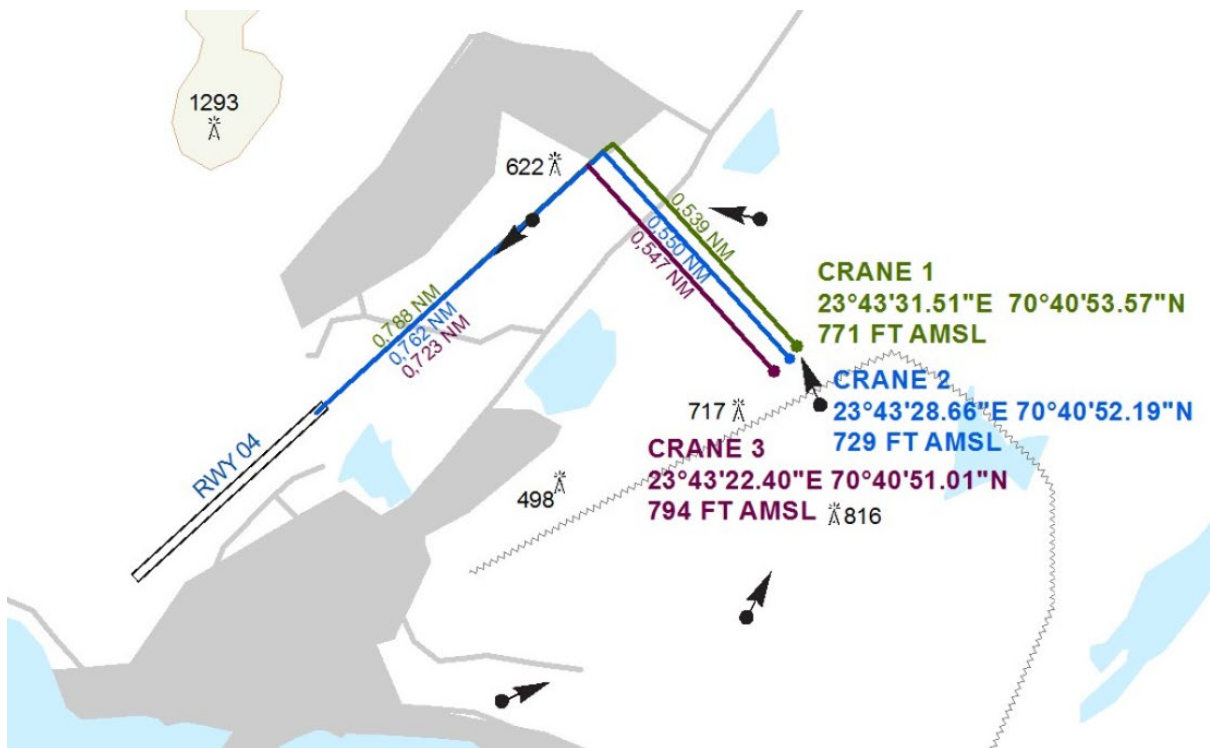 1293
622
0,539 NM
0,550 NM
0,547 NM
CRANE 1
23°43'31.51"E 70°40'53.57"N
771 FT AMSL
0,788 NM
0,762 NM
0,723 NM
CRANE 2
23°43'28.66"E 70°40'52.19"N
729 FT AMSL
717
CRANE 3
23°43'22.40"E 70°40'51.01"N
794 FT AMSL
816
RWY 04
498